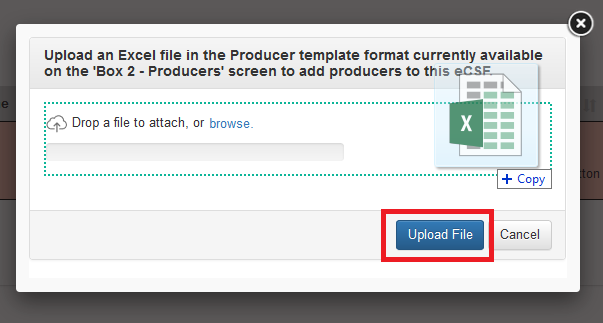 Upload an Excel file in the Producer template format currently available
on the 'Box 2 - Producers' screen to add producers to this eCSF.
Drop a file to attach, or browse.
X
+ Copy
tton
Upload File
Cancel